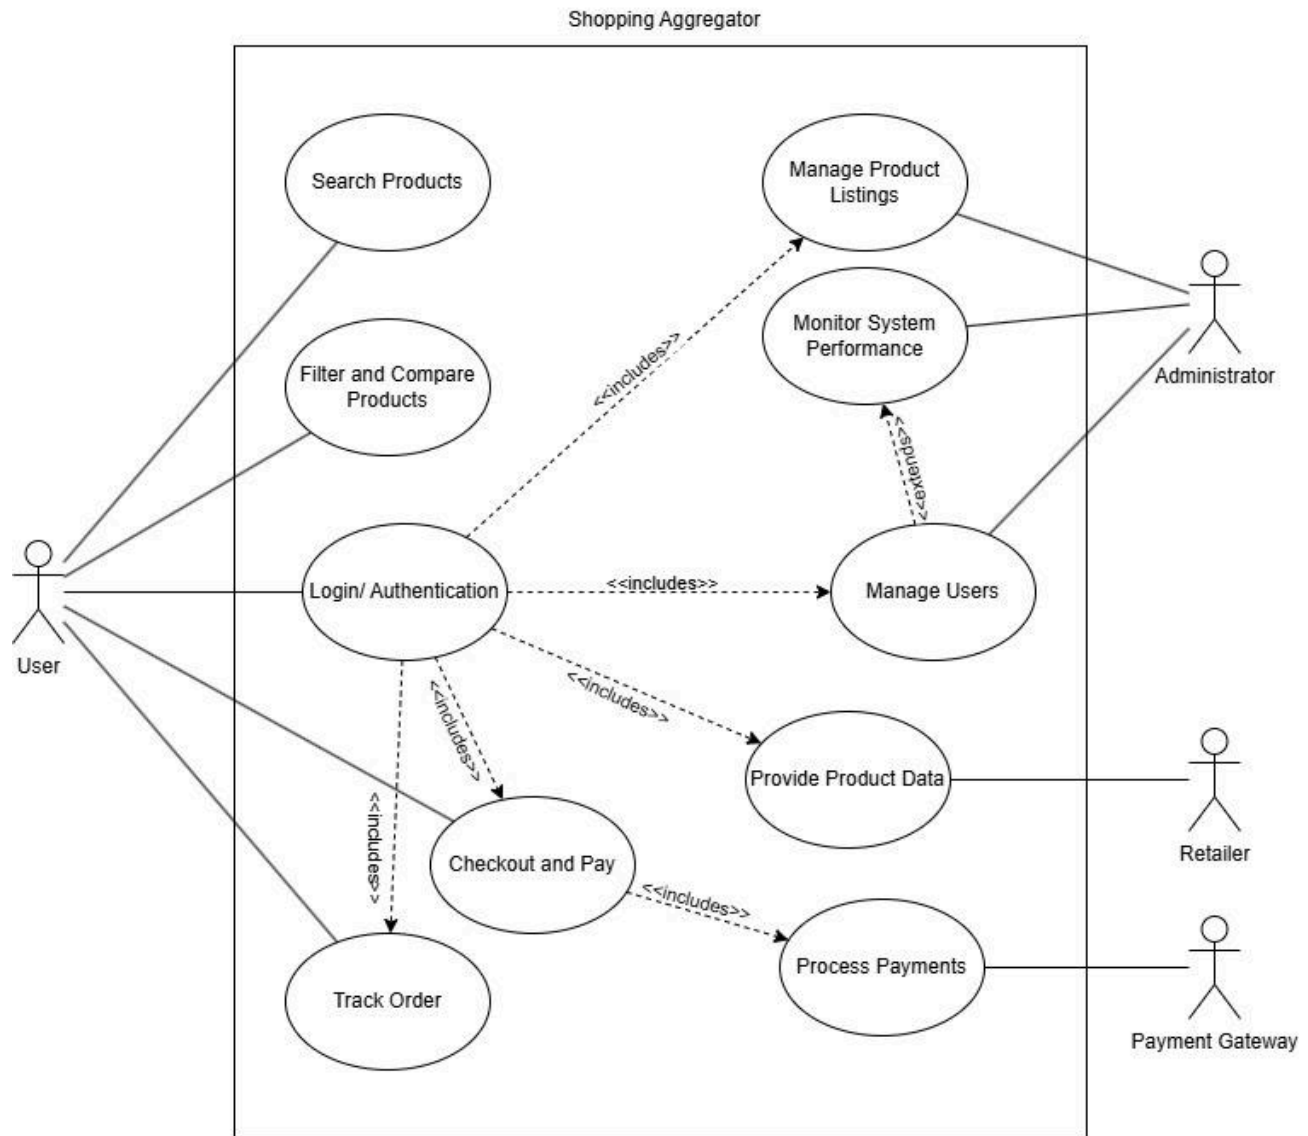 Shopping Aggregator
Search Products
Manage Product
Listings
Monitor System
Performance
Administrator
<<includes>>
Filter and Compare
Products
<<extends>>
Login/ Authentication
<<includes>>
Manage Users
User
<<includes>>
<<includes>>
<<includes>>
Provide Product Data
Retailer
Checkout and Pay
<<includes>>
Process Payments
Track Order
Payment Gateway